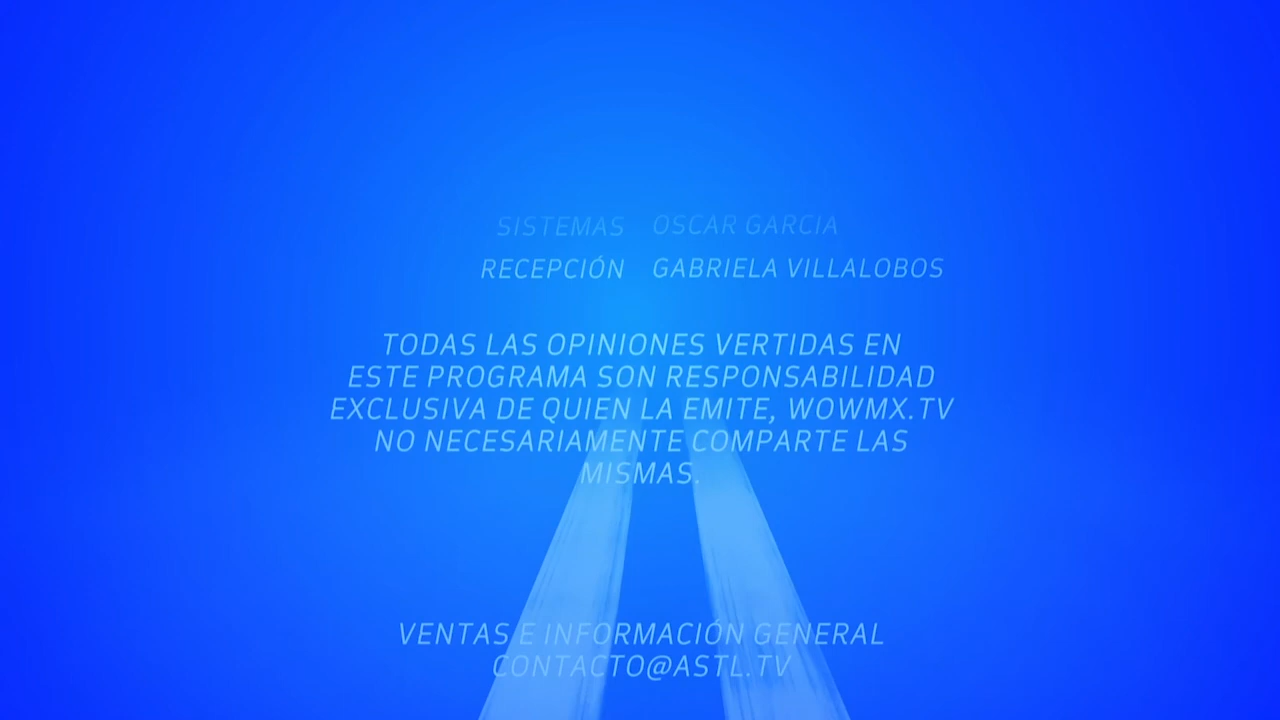 SISTEMAS OSCAR GARCIA
RECEPCIÓN GABRIELA VILLALOBOS
TODAS LAS OPINIONES VERTIDAS EN
ESTE PROGRAMA SON RESPONSABILIDAD
EXCLUSIVA DE QUIEN LA EMITE, WOWMX.TV
NO NECESARIAMENTE COMPARTE LAS
MISMAS.
VENTAS E INFORMACIÓN GENERAL
CONTACTO@ASTL.TV